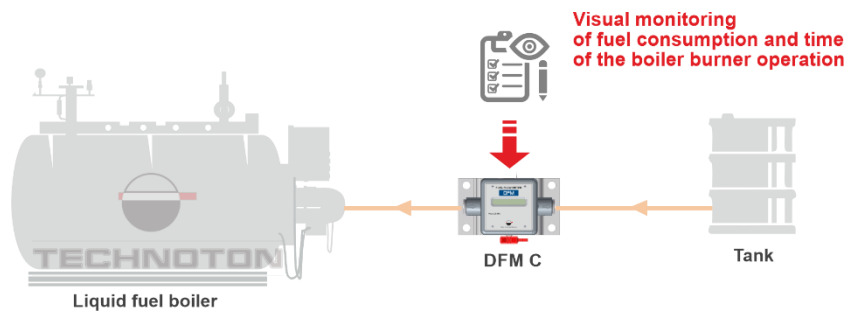 Visual monitoring
of fuel consumption and time
of the boiler burner operation
DFM
TECHNOTON
DFM C
Tank
Liquid fuel boiler